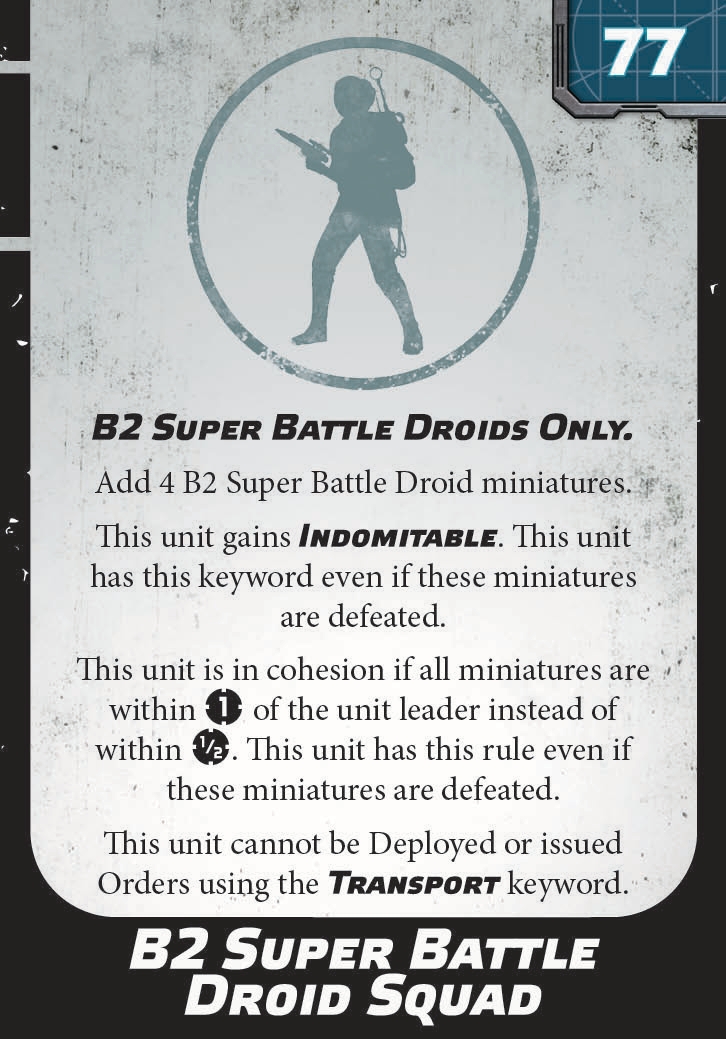 77
B2 Super Battle Droids Only.
Add 4 B2 Super Battle Droid miniatures.
This unit gains Indomitable. This unit
has this keyword even if these miniatures
are defeated.
This unit is in cohesion if all miniatures are
within 1 of the unit leader instead of
within 1/2. This unit has this rule even if
these miniatures are defeated.
This unit cannot be Deployed or issued
Orders using the Transport keyword.
B2 Super Battle
Droid Squad